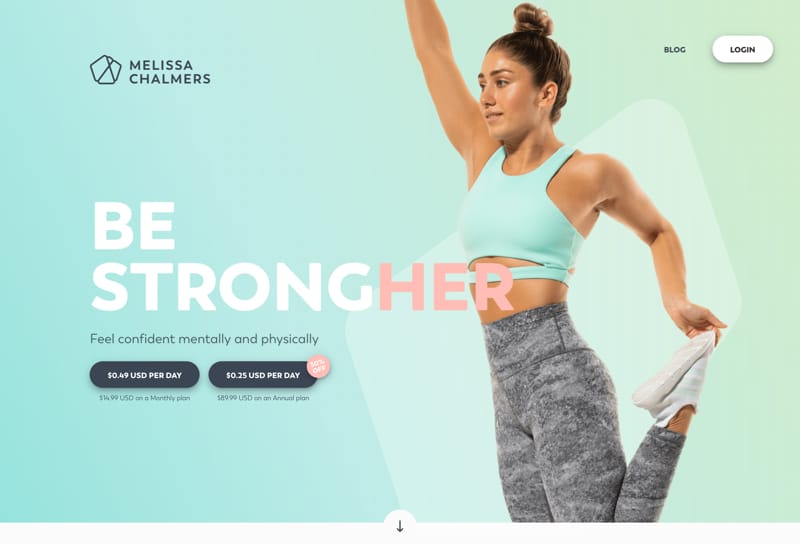 MELISSA
CHALMERS
BLOG
LOGIN
BE
STRONGHER
Feel confident mentally and physically
$0.49 USD PER DAY
$0.25 USD PER DAY
50%
OFF
$14.99 USD on a Monthly plan
$89.99 USD on an Annual plan